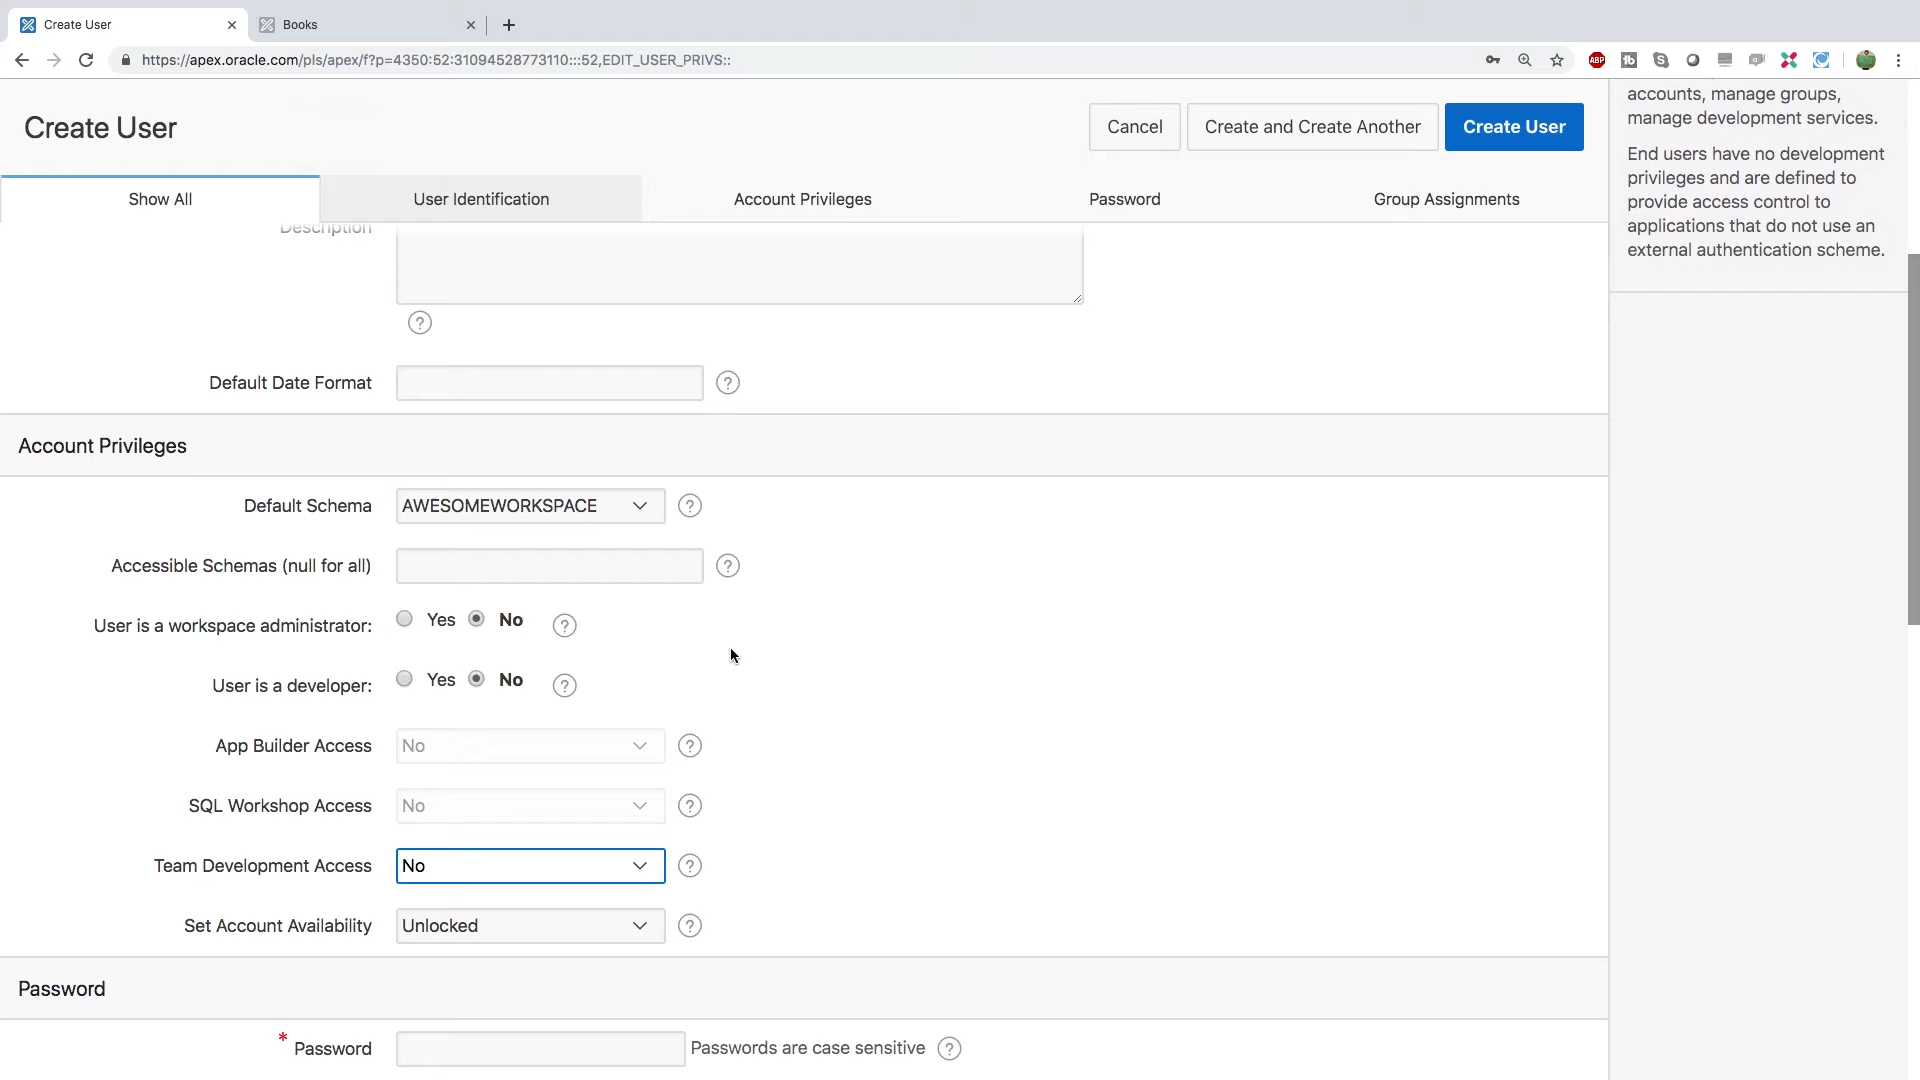 Create User
Books
https://apex.oracle.com/pls/apex/f?p=4350:52:31094528773110:::52,EDIT_USER_PRIVS::
ABP
Create User
Cancel
Create and Create Another
Create User
Show All
User Identification
Account Privileges
Password
Group Assignments
accounts, manage groups,
manage development services.
End users have no development
privileges and are defined to
provide access control to
applications that do not use an
external authentication scheme.
Description
?
Default Date Format
?
Account Privileges
Default Schema
AWESOMEWORKSPACE
?
Accessible Schemas (null for all)
?
User is a workspace administrator:
Yes
No
?
User is a developer:
Yes
No
?
App Builder Access
No
?
SQL Workshop Access
No
?
Team Development Access
No
?
Set Account Availability
Unlocked
?
Password
* Password
Passwords are case sensitive
?